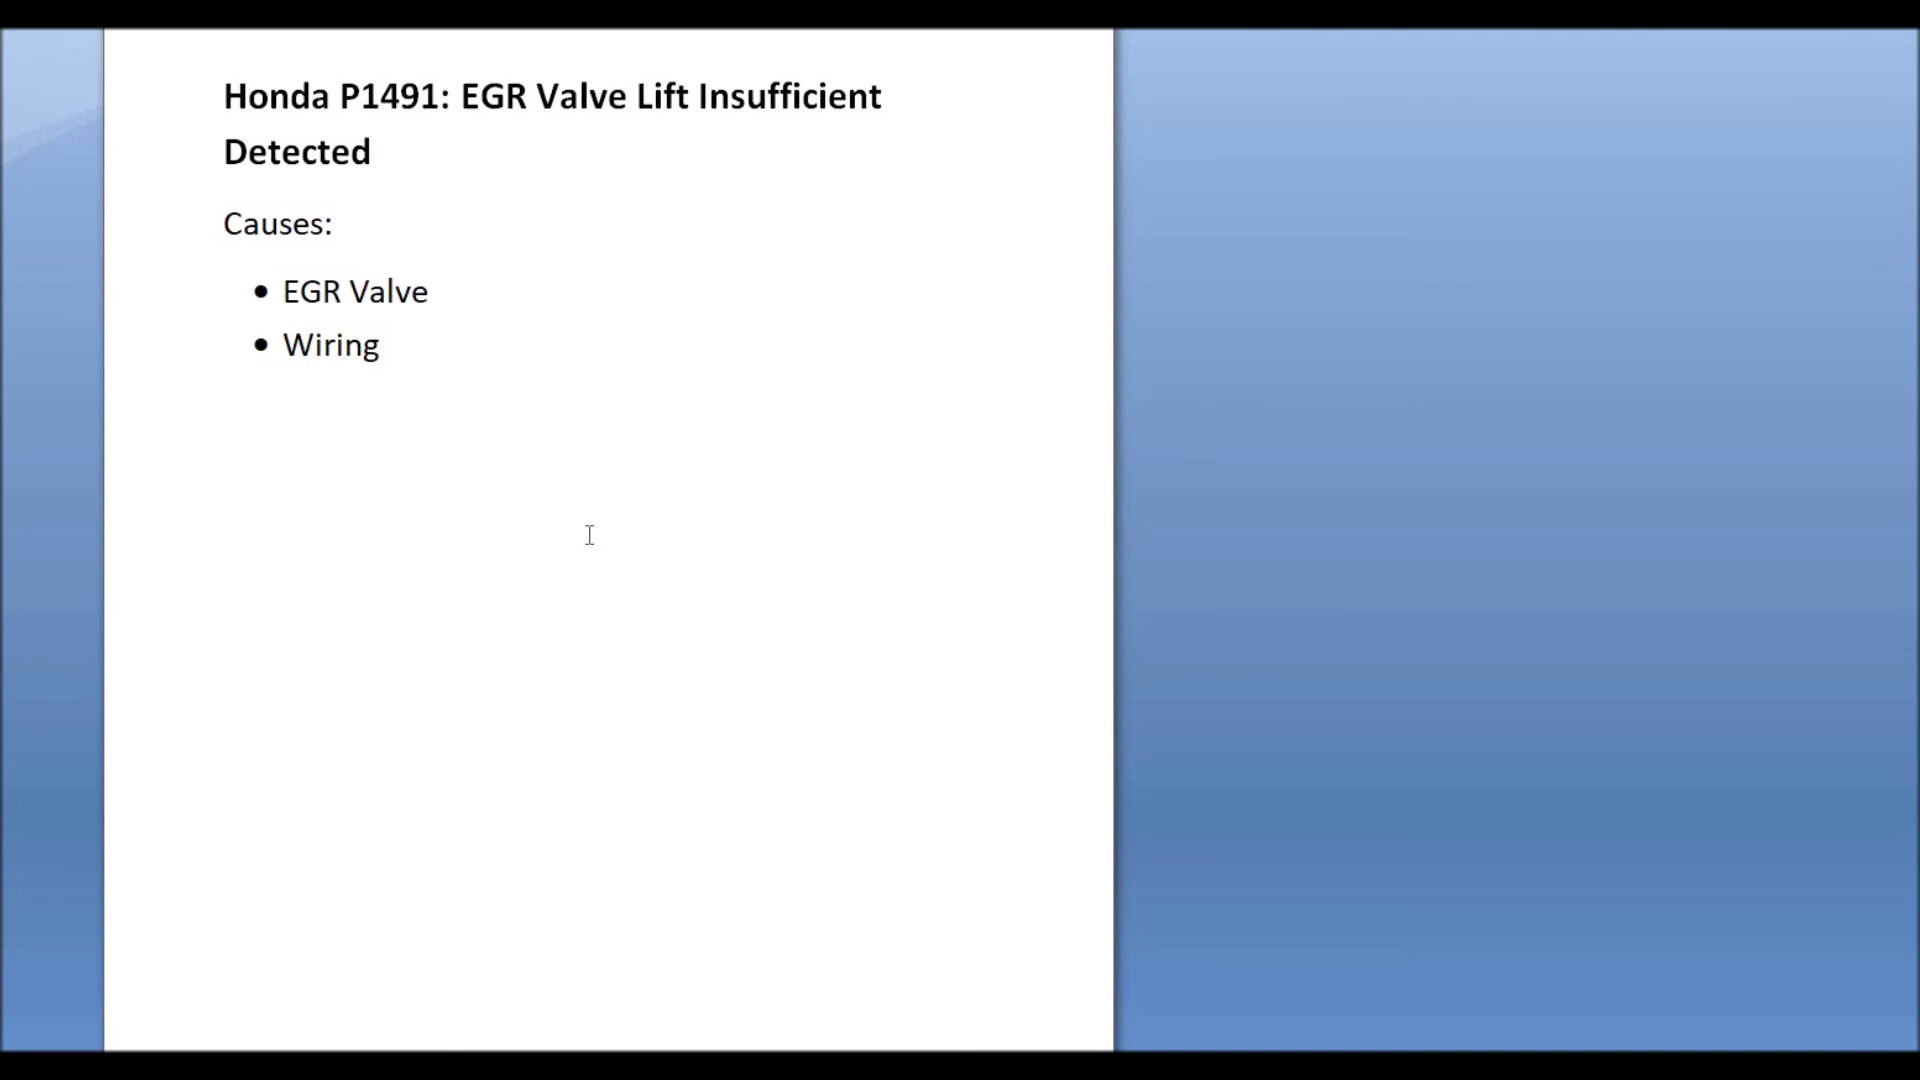 Honda P1491: EGR Valve Lift Insufficient
Detected
Causes:
• EGR Valve
• Wiring